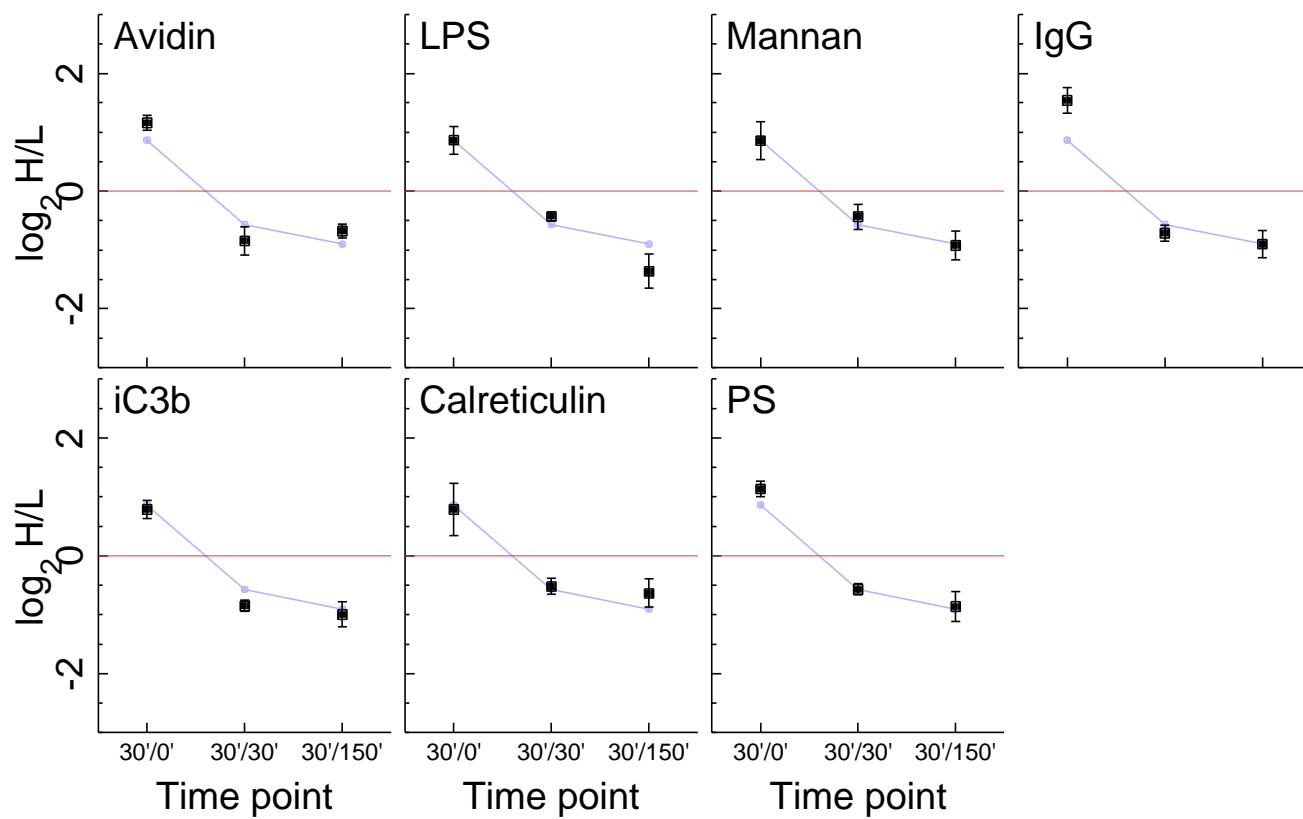 Avidin LPS Mannan IgG
2
0
-2
log2 H/L
iC3b Calreticulin PS
2
0
-2
log2 H/L
30'/0' 30'/30' 30'/150' 30'/0' 30'/30' 30'/150' 30'/0' 30'/30' 30'/150'
Time point Time point Time point